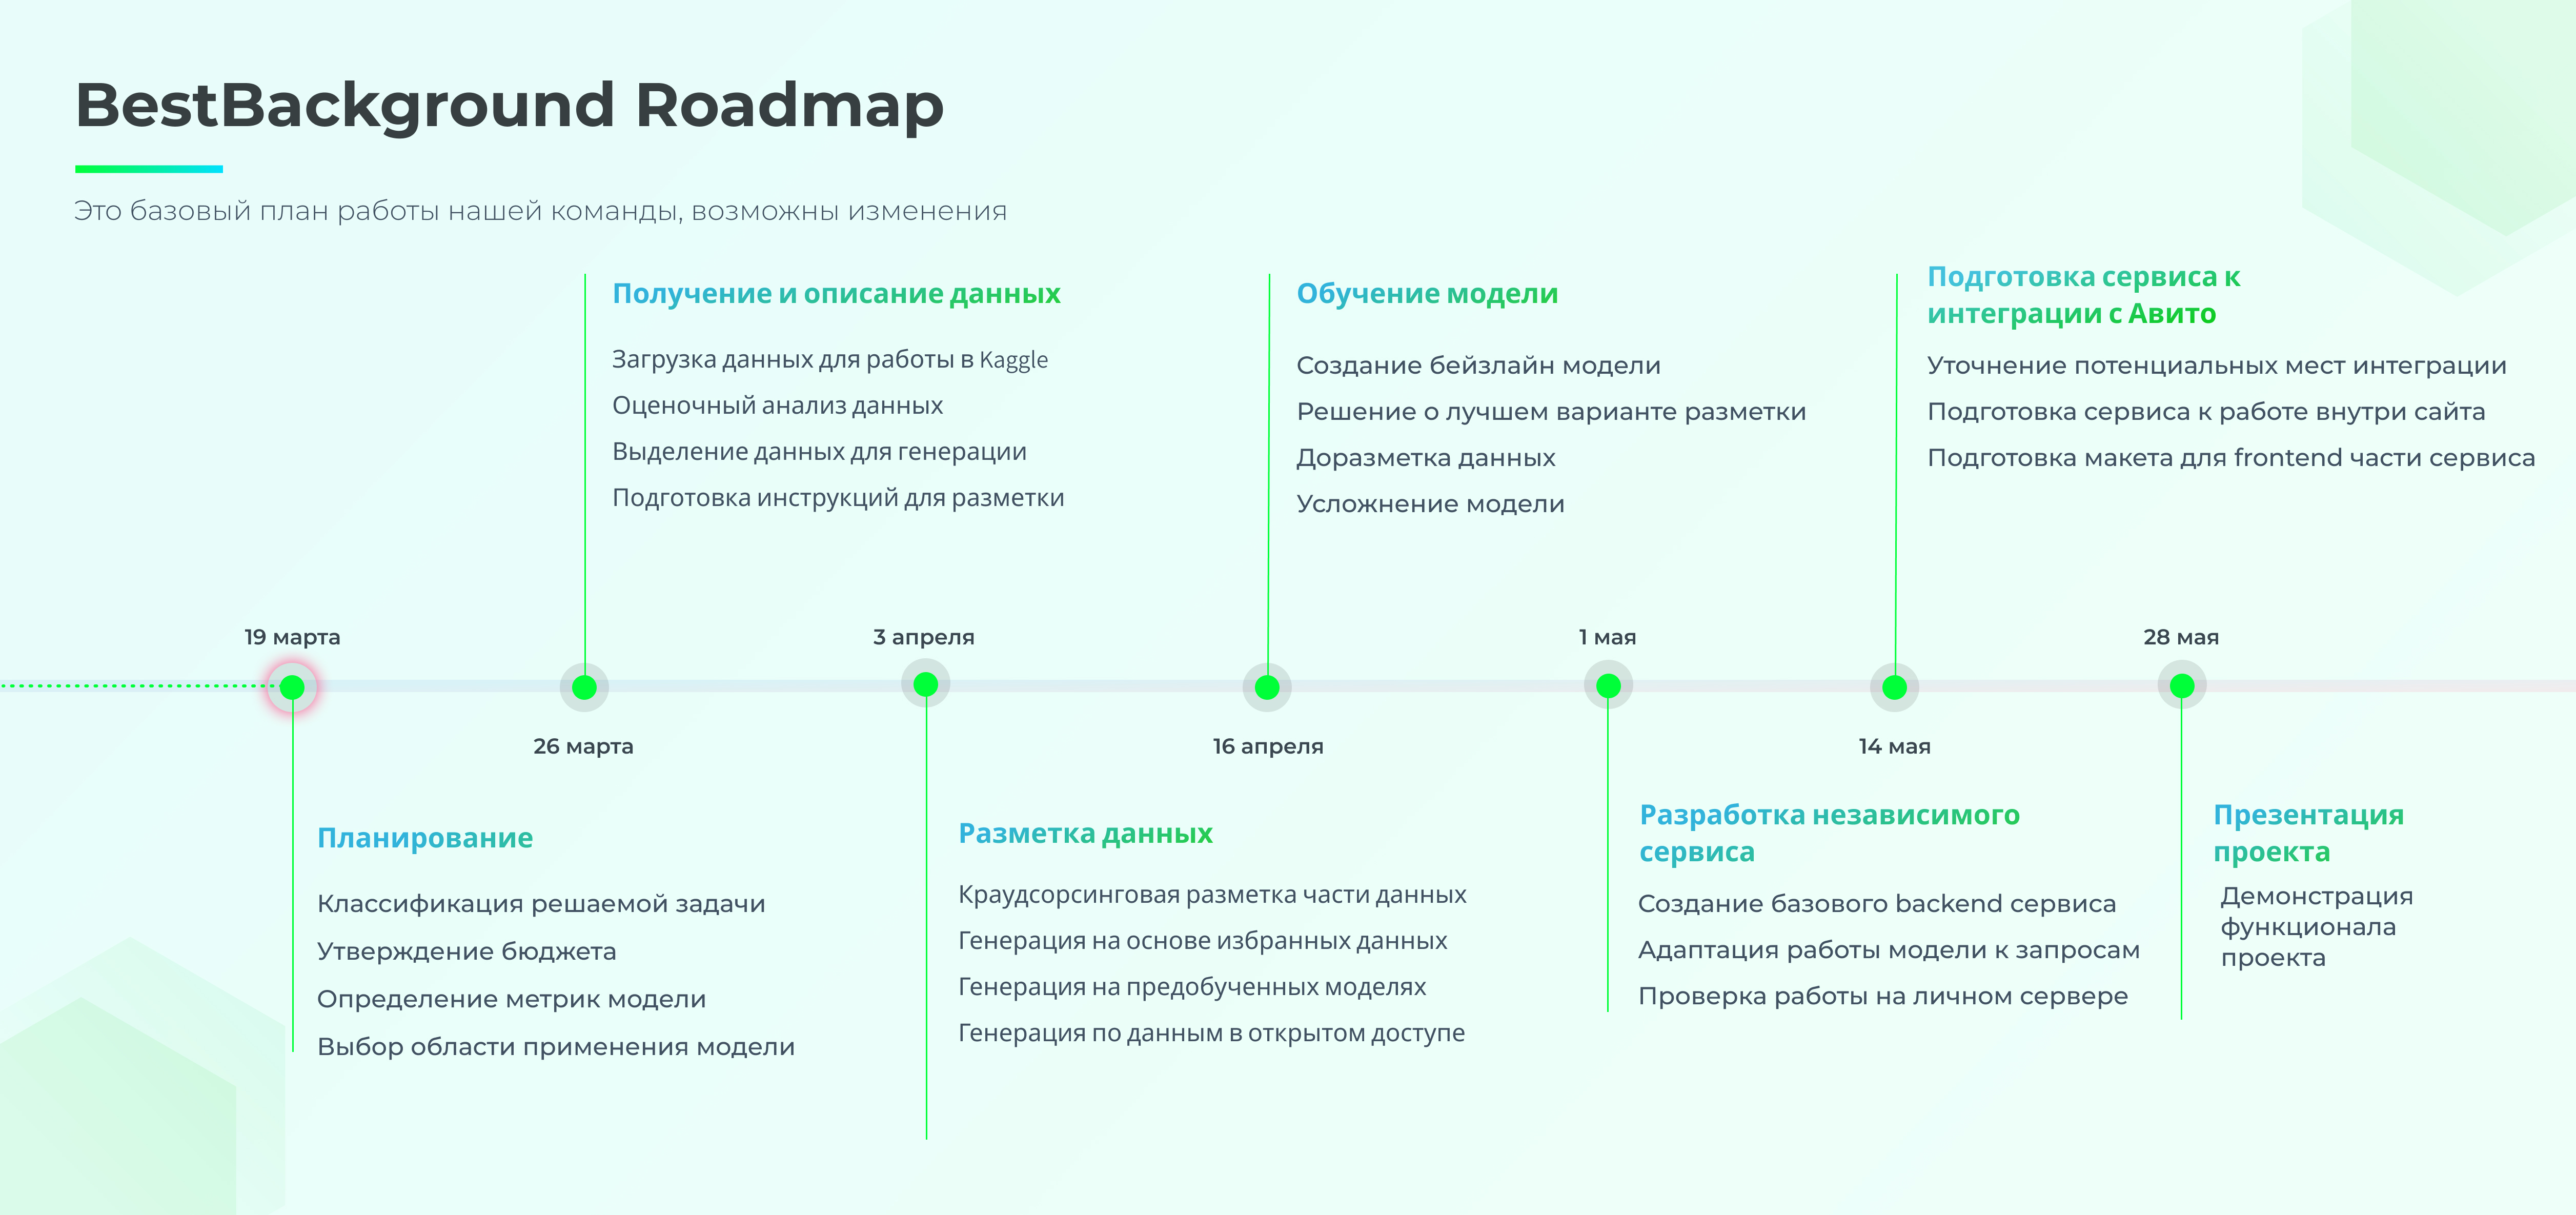 BestBackground Roadmap
Это базовый план работы нашей команды, возможны изменения
Получение и описание данных
Загрузка данных для работы в Kaggle
Оценочный анализ данных
Выделение данных для генерации
Подготовка инструкций для разметки
Обучение модели
Создание бейзлайн модели
Решение о лучшем варианте разметки
Доразметка данных
Усложнение модели
Подготовка сервиса к
интеграции с Авито
Уточнение потенциальных мест интеграции
Подготовка сервиса к работе внутри сайта
Подготовка макета для frontend части сервиса
19 марта
3 апреля
1 мая
28 мая
26 марта
16 апреля
14 мая
Планирование
Классификация решаемой задачи
Утверждение бюджета
Определение метрик модели
Выбор области применения модели
Разметка данных
Краудсорсинговая разметка части данных
Генерация на основе избранных данных
Генерация на предобученных моделях
Генерация по данным в открытом доступе
Разработка независимого
сервиса
Создание базового backend сервиса
Адаптация работы модели к запросам
Проверка работы на личном сервере
Презентация
проекта
Демонстрация
функционала
проекта